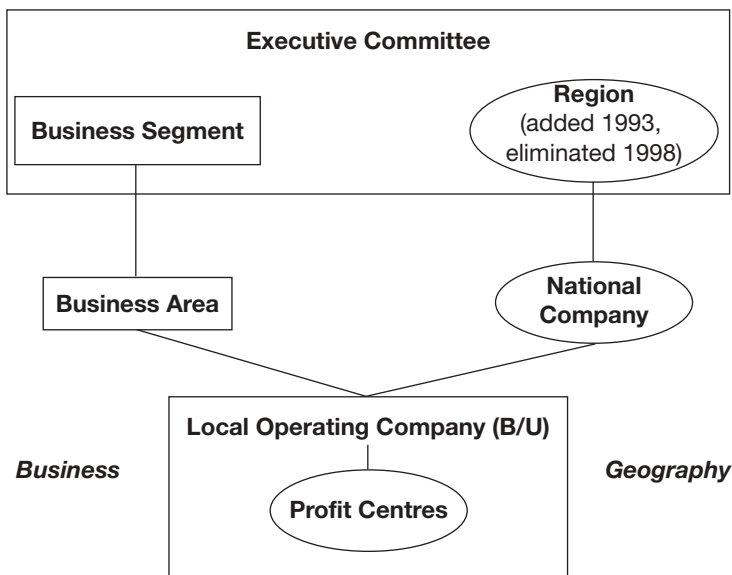 Executive Committee
Business Segment
Region
(added 1993,
eliminated 1998)
Business Area
National
Company
Local Operating Company (B/U)
Business
Geography
Profit Centres